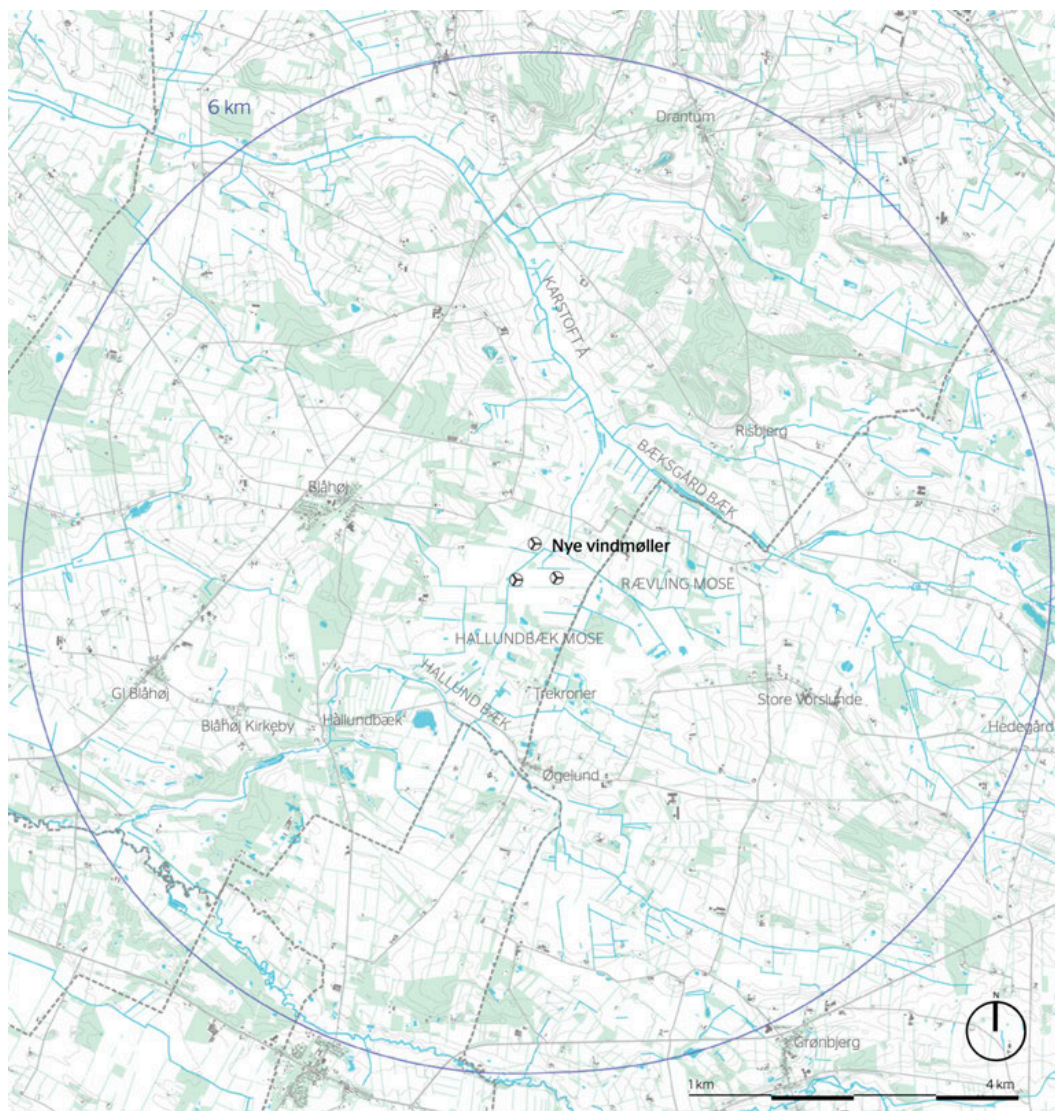 6 km
Drantum
KARSTOFT Å
Risbjerg
BÆKSGÅRD BÆK
Blåhøj
Nye vindmøller
RÆVLING MOSE
HALLUNDBÆK MOSE
HALLUND BÆK
Trekroner
Gl Blåhøj
Store Vorslunde
Blåhøj Kirkeby
Hallundbæk
Hedegård
Øgelund
N
Grønbjerg
1 km
4 km